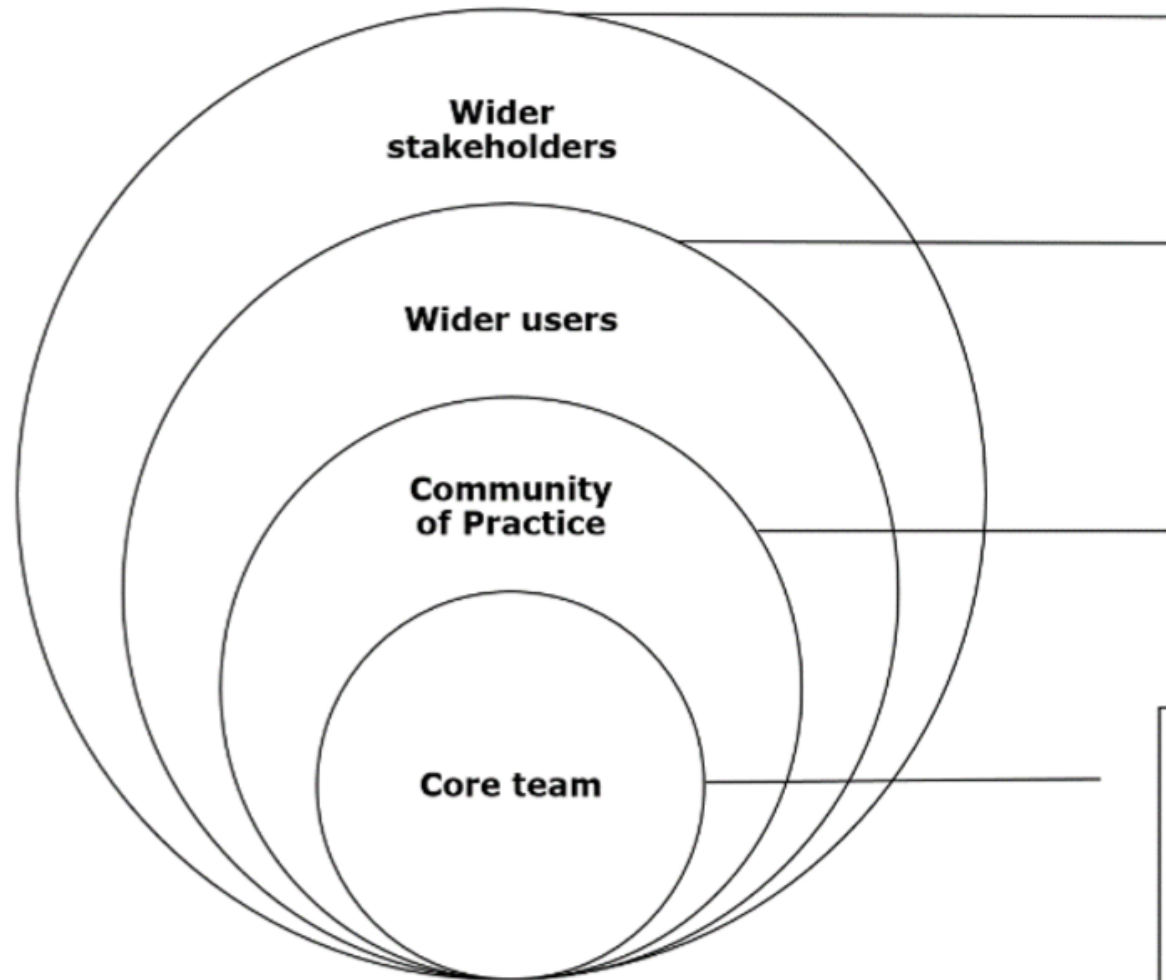 Wider
stakeholders
Wider users
Community
of Practice
Core team